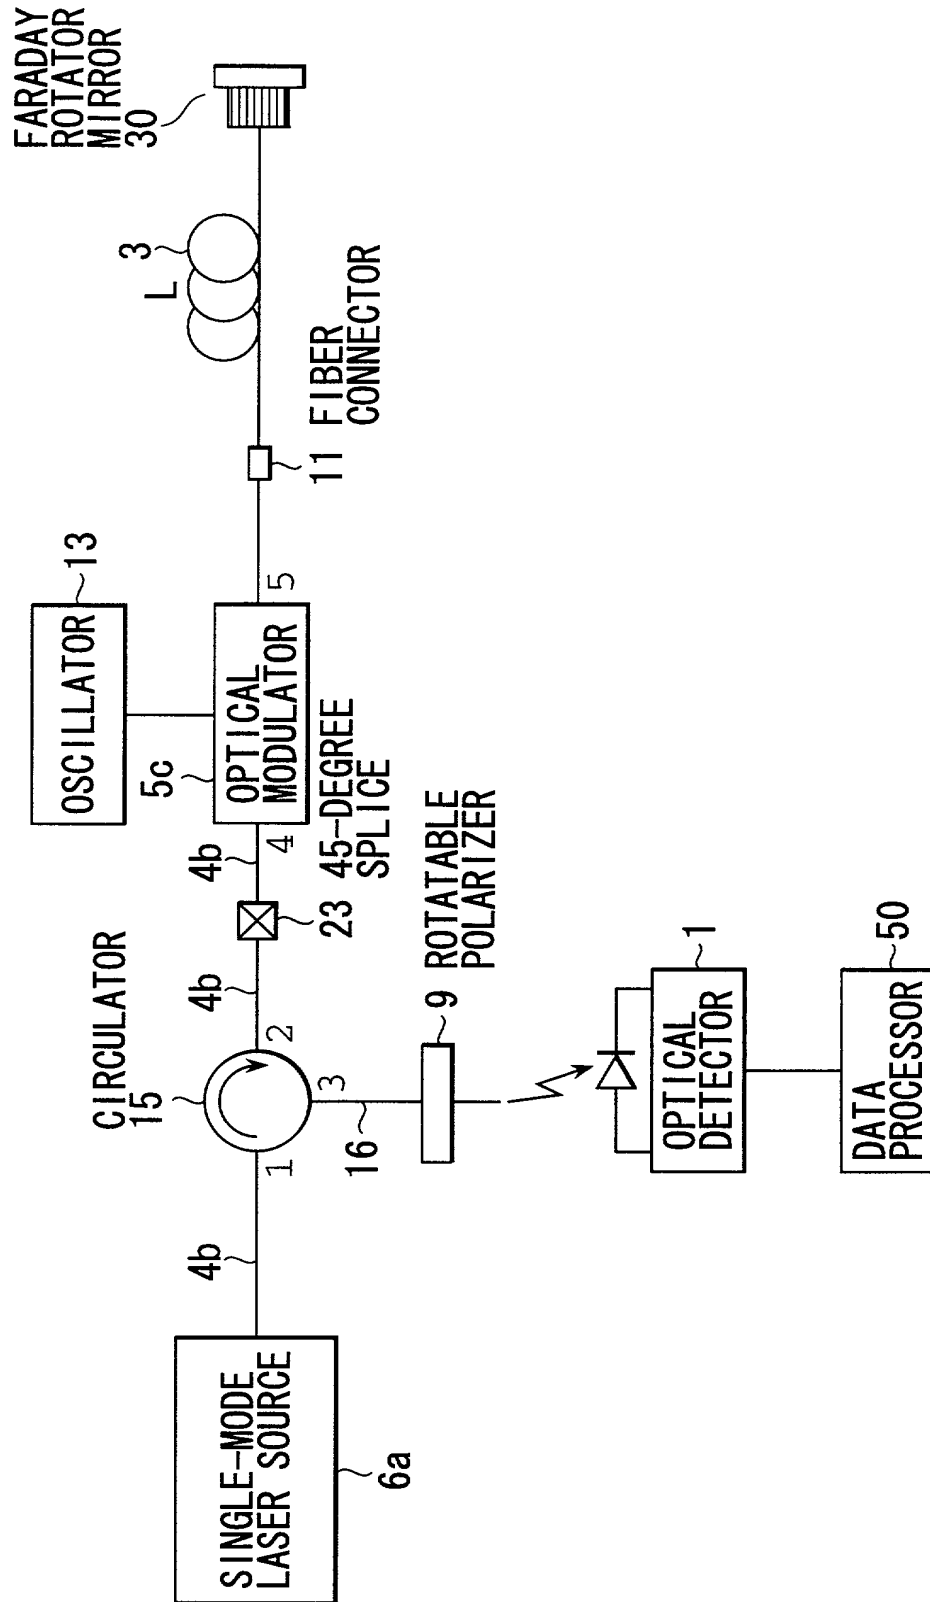 FARADAY
ROTATOR
MIRROR
30
3
L
FIBER
CONNECTOR
11
OSCILLATOR
13
5
OPTICAL
MODULATOR
5c
4
45-DEGREE
SPLICE
4b
23
4b
CIRCULATOR
15
2
3
1
16
ROTATABLE
POLARIZER
9
OPTICAL
DETECTOR
1
DATA
PROCESSOR
50
4b
SINGLE-MODE
LASER SOURCE
6a